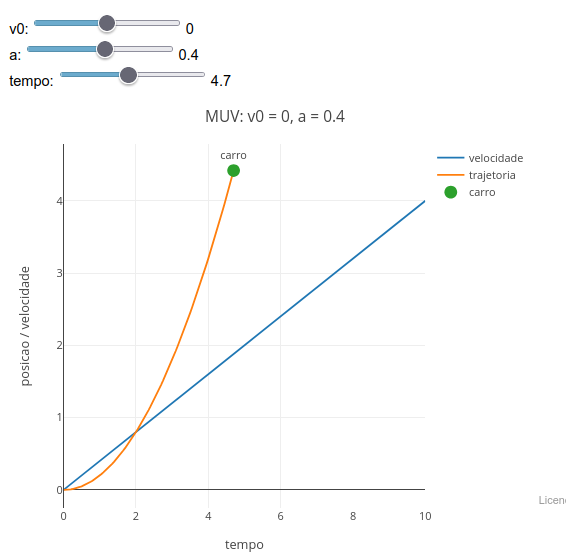 v0: 0
a: 0.4
tempo: 4.7
MUV: v0 = 0, a = 0.4
carro
velocidade
trajetoria
carro
posicao / velocidade
4
3
2
1
0
0 2 4 6 8 10
tempo